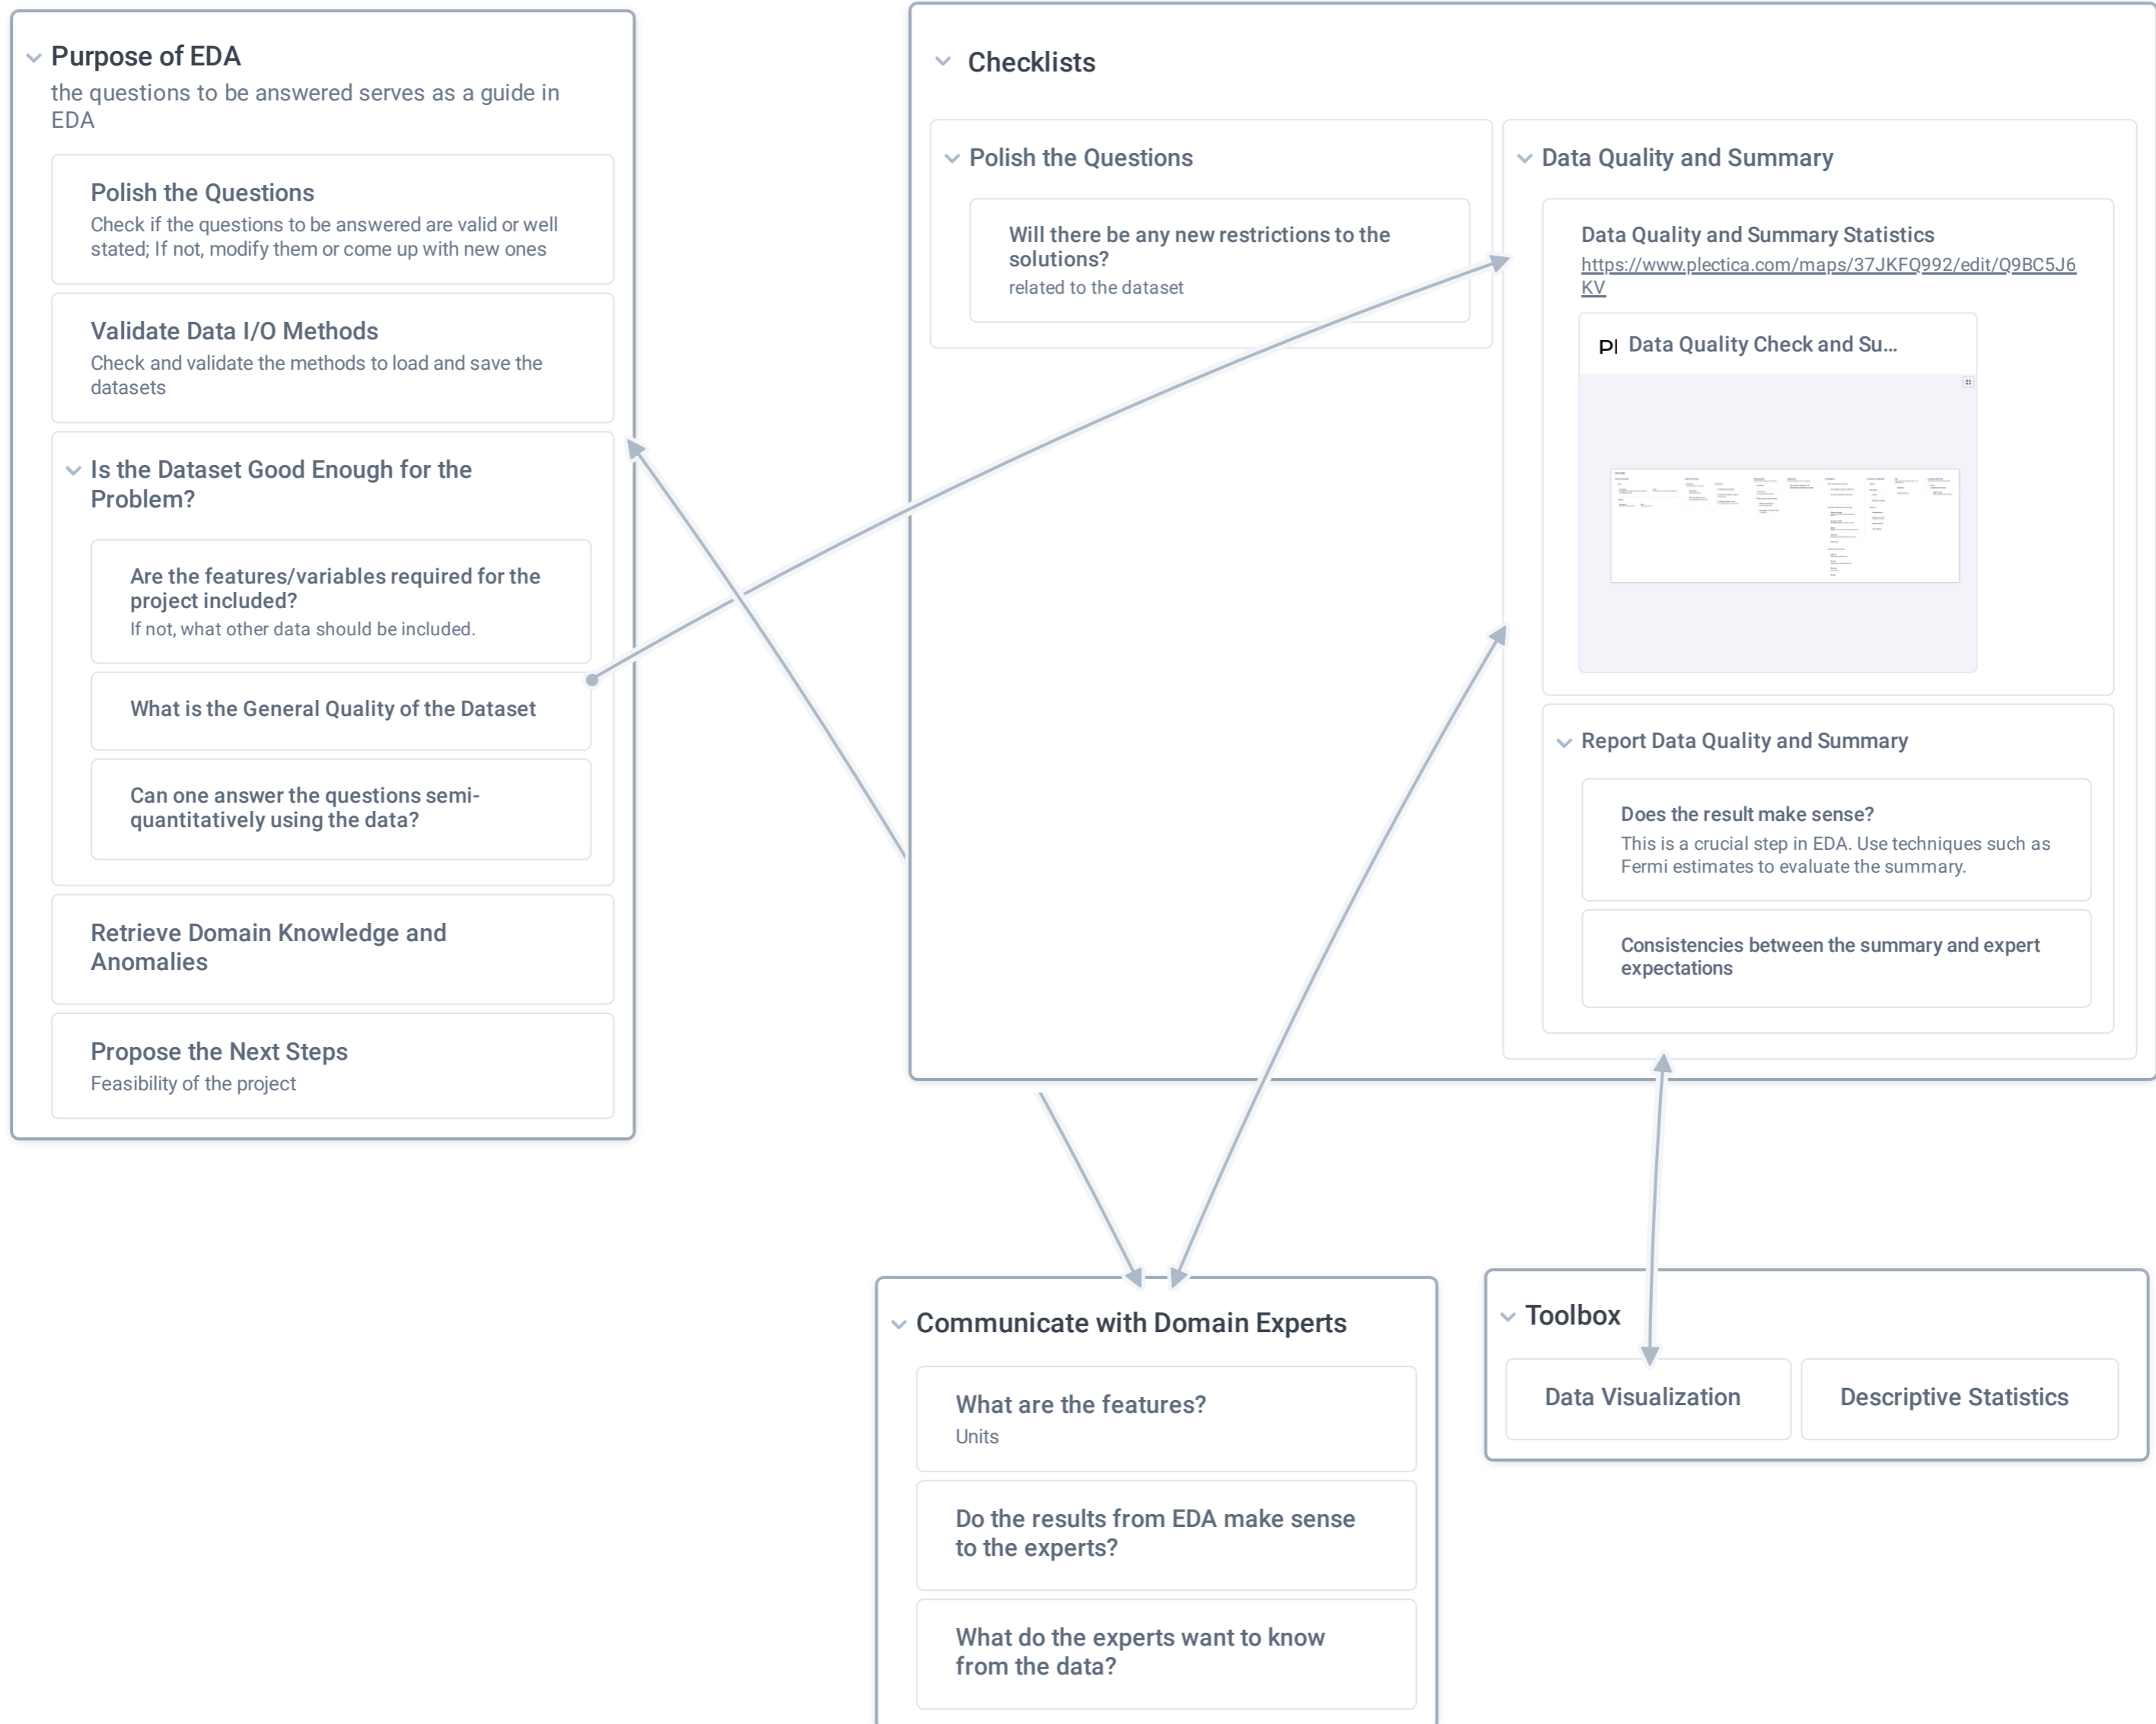 Purpose of EDA
the questions to be answered serves as a guide in
EDA
Polish the Questions
Check if the questions to be answered are valid or well
stated; If not, modify them or come up with new ones
Validate Data I/O Methods
Check and validate the methods to load and save the
datasets
Is the Dataset Good Enough for the
Problem?
Are the features/variables required for the
project included?
If not, what other data should be included.
What is the General Quality of the Dataset
Can one answer the questions semi-
quantitatively using the data?
Retrieve Domain Knowledge and
Anomalies
Propose the Next Steps
Feasibility of the project
Checklists
Polish the Questions
Will there be any new restrictions to the
solutions?
related to the dataset
Data Quality and Summary
Data Quality and Summary Statistics
https://www.plectica.com/maps/37JKFQ992/edit/Q9BC5J6
KV
Pl Data Quality Check and Su...
Report Data Quality and Summary
Does the result make sense?
This is a crucial step in EDA. Use techniques such as
Fermi estimates to evaluate the summary.
Consistencies between the summary and expert
expectations
Communicate with Domain Experts
What are the features?
Units
Do the results from EDA make sense
to the experts?
What do the experts want to know
from the data?
Toolbox
Data Visualization
Descriptive Statistics